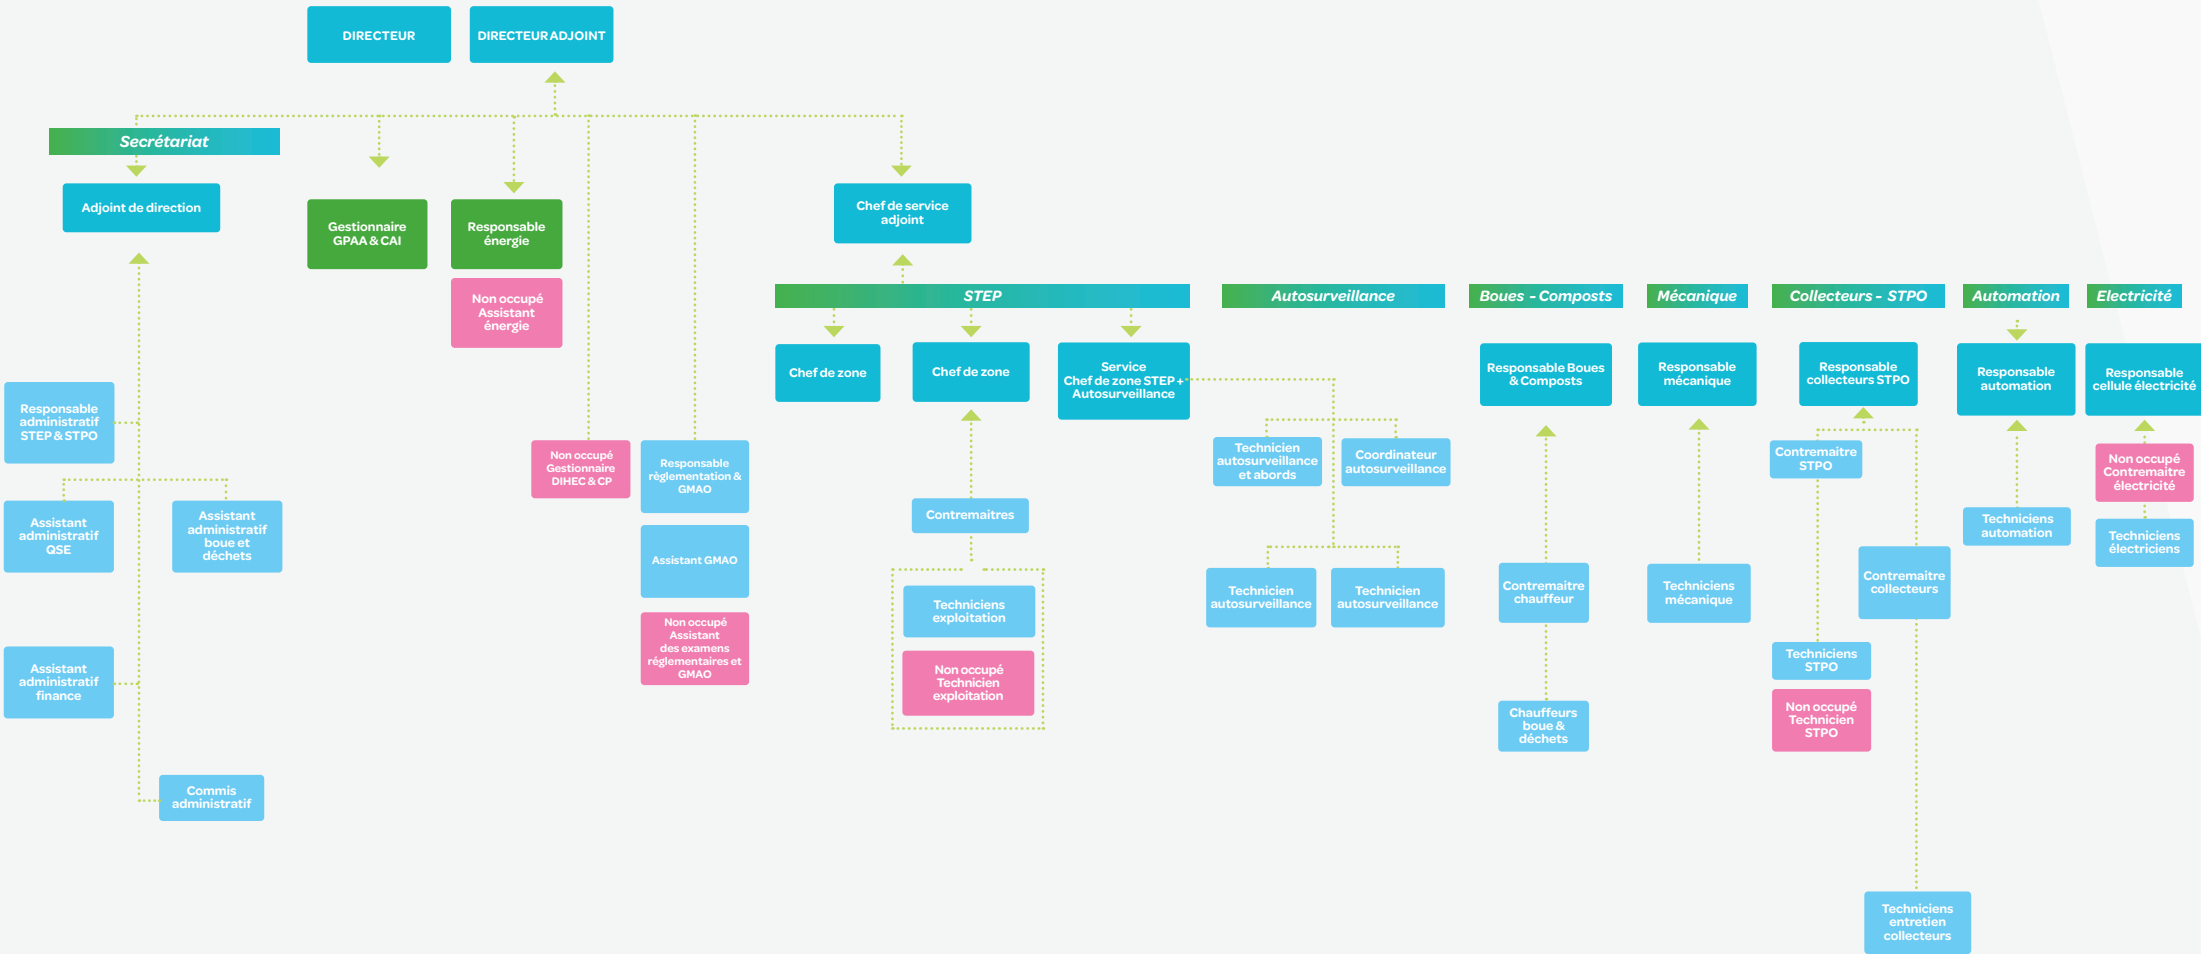 DIRECTEUR
DIRECTEUR ADJOINT
Secrétariat
Adjoint de direction
Gestionnaire
GPAA & CAI
Responsable
énergie
Non occupé
Assistant
énergie
Chef de service
adjoint
STEP
Autosurveillance
Boues - Composts
Mécanique
Collecteurs - STPO
Automation
Electricité
Chef de zone
Chef de zone
Service
Chef de zone STEP +
Autosurveillance
Responsable Boues
& Composts
Responsable
mécanique
Responsable
collecteurs STPO
Responsable
automation
Responsable
cellule électricité
Responsable
administratif
STEP & STPO
Assistant
administratif
QSE
Assistant
administratif
boue et
déchets
Assistant
administratif
finance
Commis
administratif
Non occupé
Gestionnaire
DIHEC & CP
Responsable
règlementation &
GMAO
Assistant GMAO
Non occupé
Assistant
des examens
réglementaires et
GMAO
Contremaitres
Techniciens
exploitation
Non occupé
Technicien
exploitation
Technicien
autosurveillance
et abords
Coordinateur
autosurveillance
Technicien
autosurveillance
Technicien
autosurveillance
Contremaitre
chauffeur
Chauffeurs
boue &
déchets
Techniciens
mécanique
Contremaitre
STPO
Contremaitre
collecteurs
Techniciens
STPO
Non occupé
Technicien
STPO
Techniciens
entretien
collecteurs
Techniciens
automation
Non occupé
Contremaitre
électricité
Techniciens
électriciens